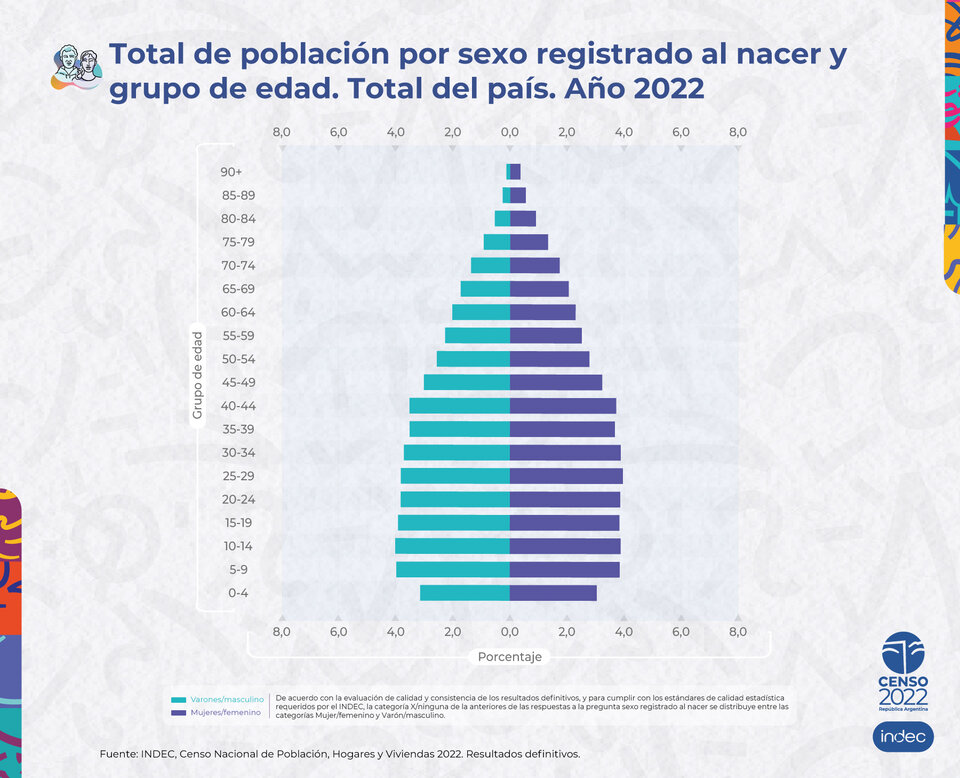 Total de población por sexo registrado al nacer y
grupo de edad. Total del país. Año 2022
8,0 6,0 4,0 2,0 0,0 2,0 4,0 6,0 8,0
90+
85-89
80-84
75-79
70-74
65-69
60-64
55-59
50-54
45-49
40-44
35-39
30-34
25-29
20-24
15-19
10-14
5-9
0-4
Grupo de edad
8,0 6,0 4,0 2,0 0,0 2,0 4,0 6,0 8,0
Porcentaje
Varones/masculino
Mujeres/femenino
De acuerdo con la evaluación de calidad y consistencia de los resultados definitivos, y para cumplir con los estándares de calidad estadística
requeridos por el INDEC, la categoría X/ninguna de la anteriores de las respuestas a la pregunta sexo registrado al nacer se distribuye entre las
categorías Mujer/femenino y Varón/masculino.
CENSO
2022
República Argentina
indec
Fuente: INDEC, Censo Nacional de Población, Hogares y Viviendas 2022. Resultados definitivos.